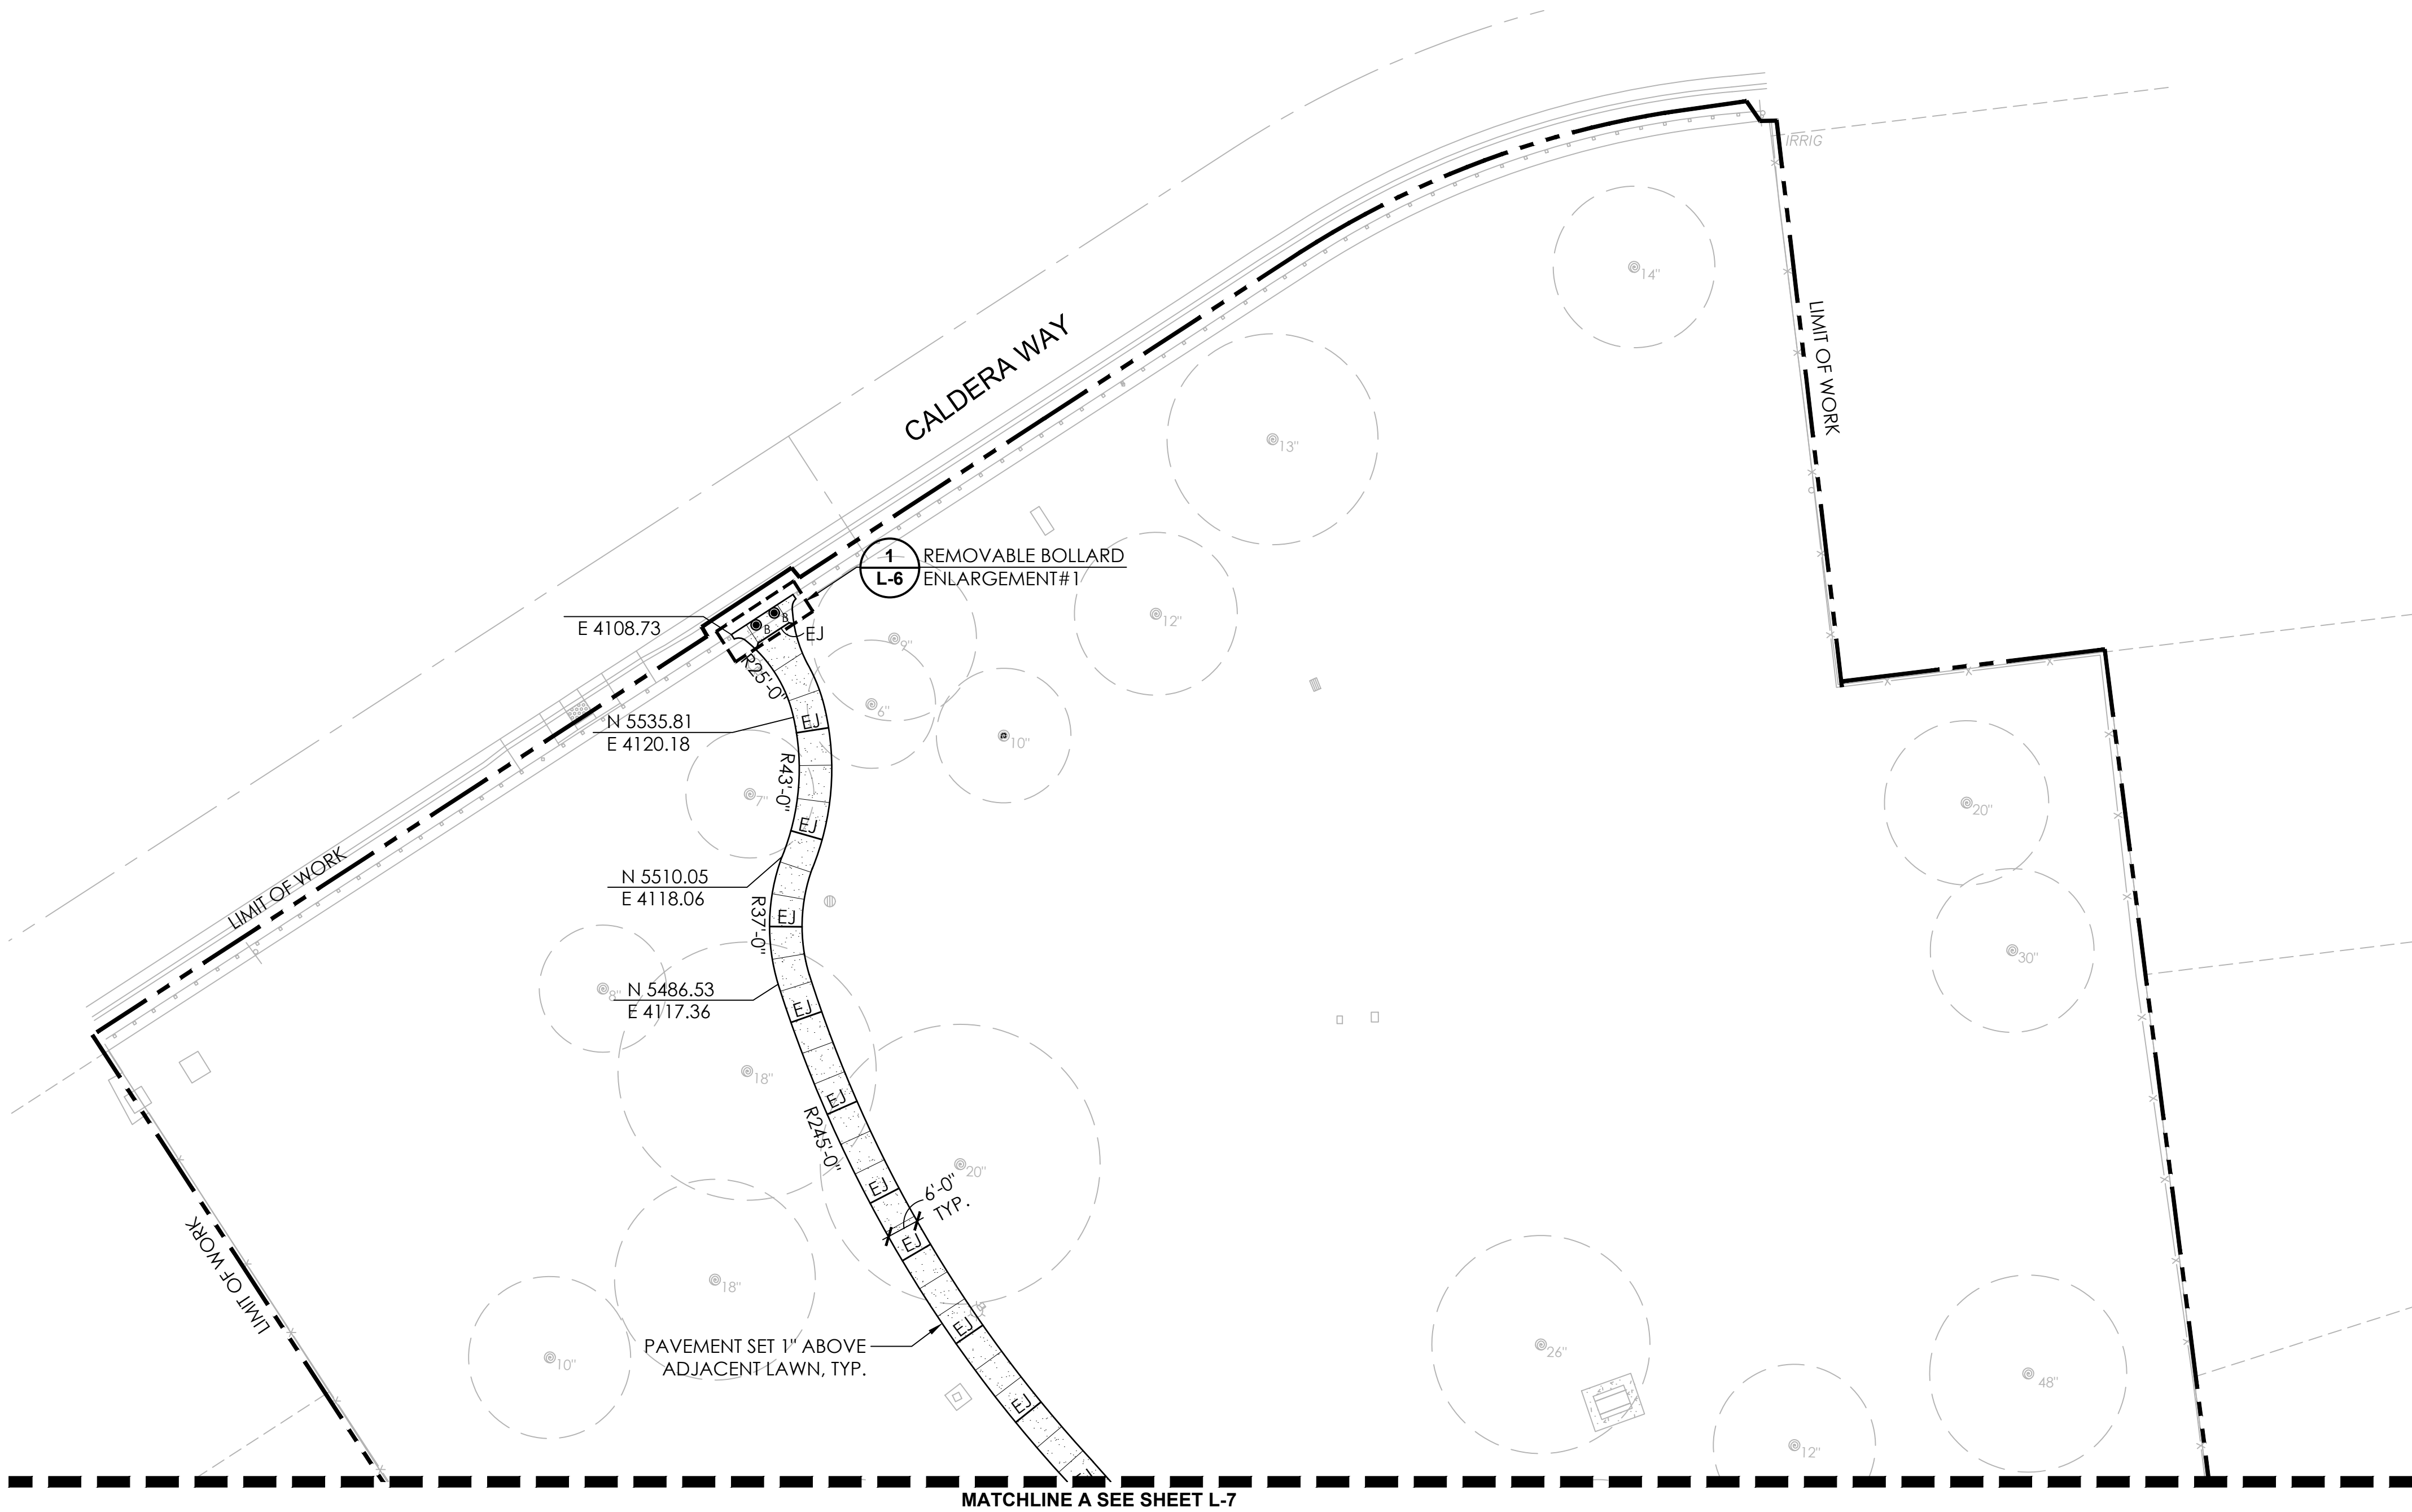 IRRIG
14"
LIMIT OF WORK
CALDERA WAY
13"
1
L-6
REMOVABLE BOLLARD
ENLARGEMENT#1
E 4108.73
B
B
EJ
9"
12"
R25'-0"
6"
N 5535.81
E 4120.18
EJ
10"
R43'-0"
7"
20"
EJ
LIMIT OF WORK
N 5510.05
E 4118.06
R37'-0"
EJ
30"
8"
N 5486.53
E 4117.36
EJ
18"
EJ
R245'-0"
20"
EJ
6'-0"
TYP.
LIMIT OF WORK
EJ
18"
EJ
PAVEMENT SET 1" ABOVE
ADJACENT LAWN, TYP.
10"
26"
48"
EJ
12"
EJ
MATCHLINE A SEE SHEET L-7